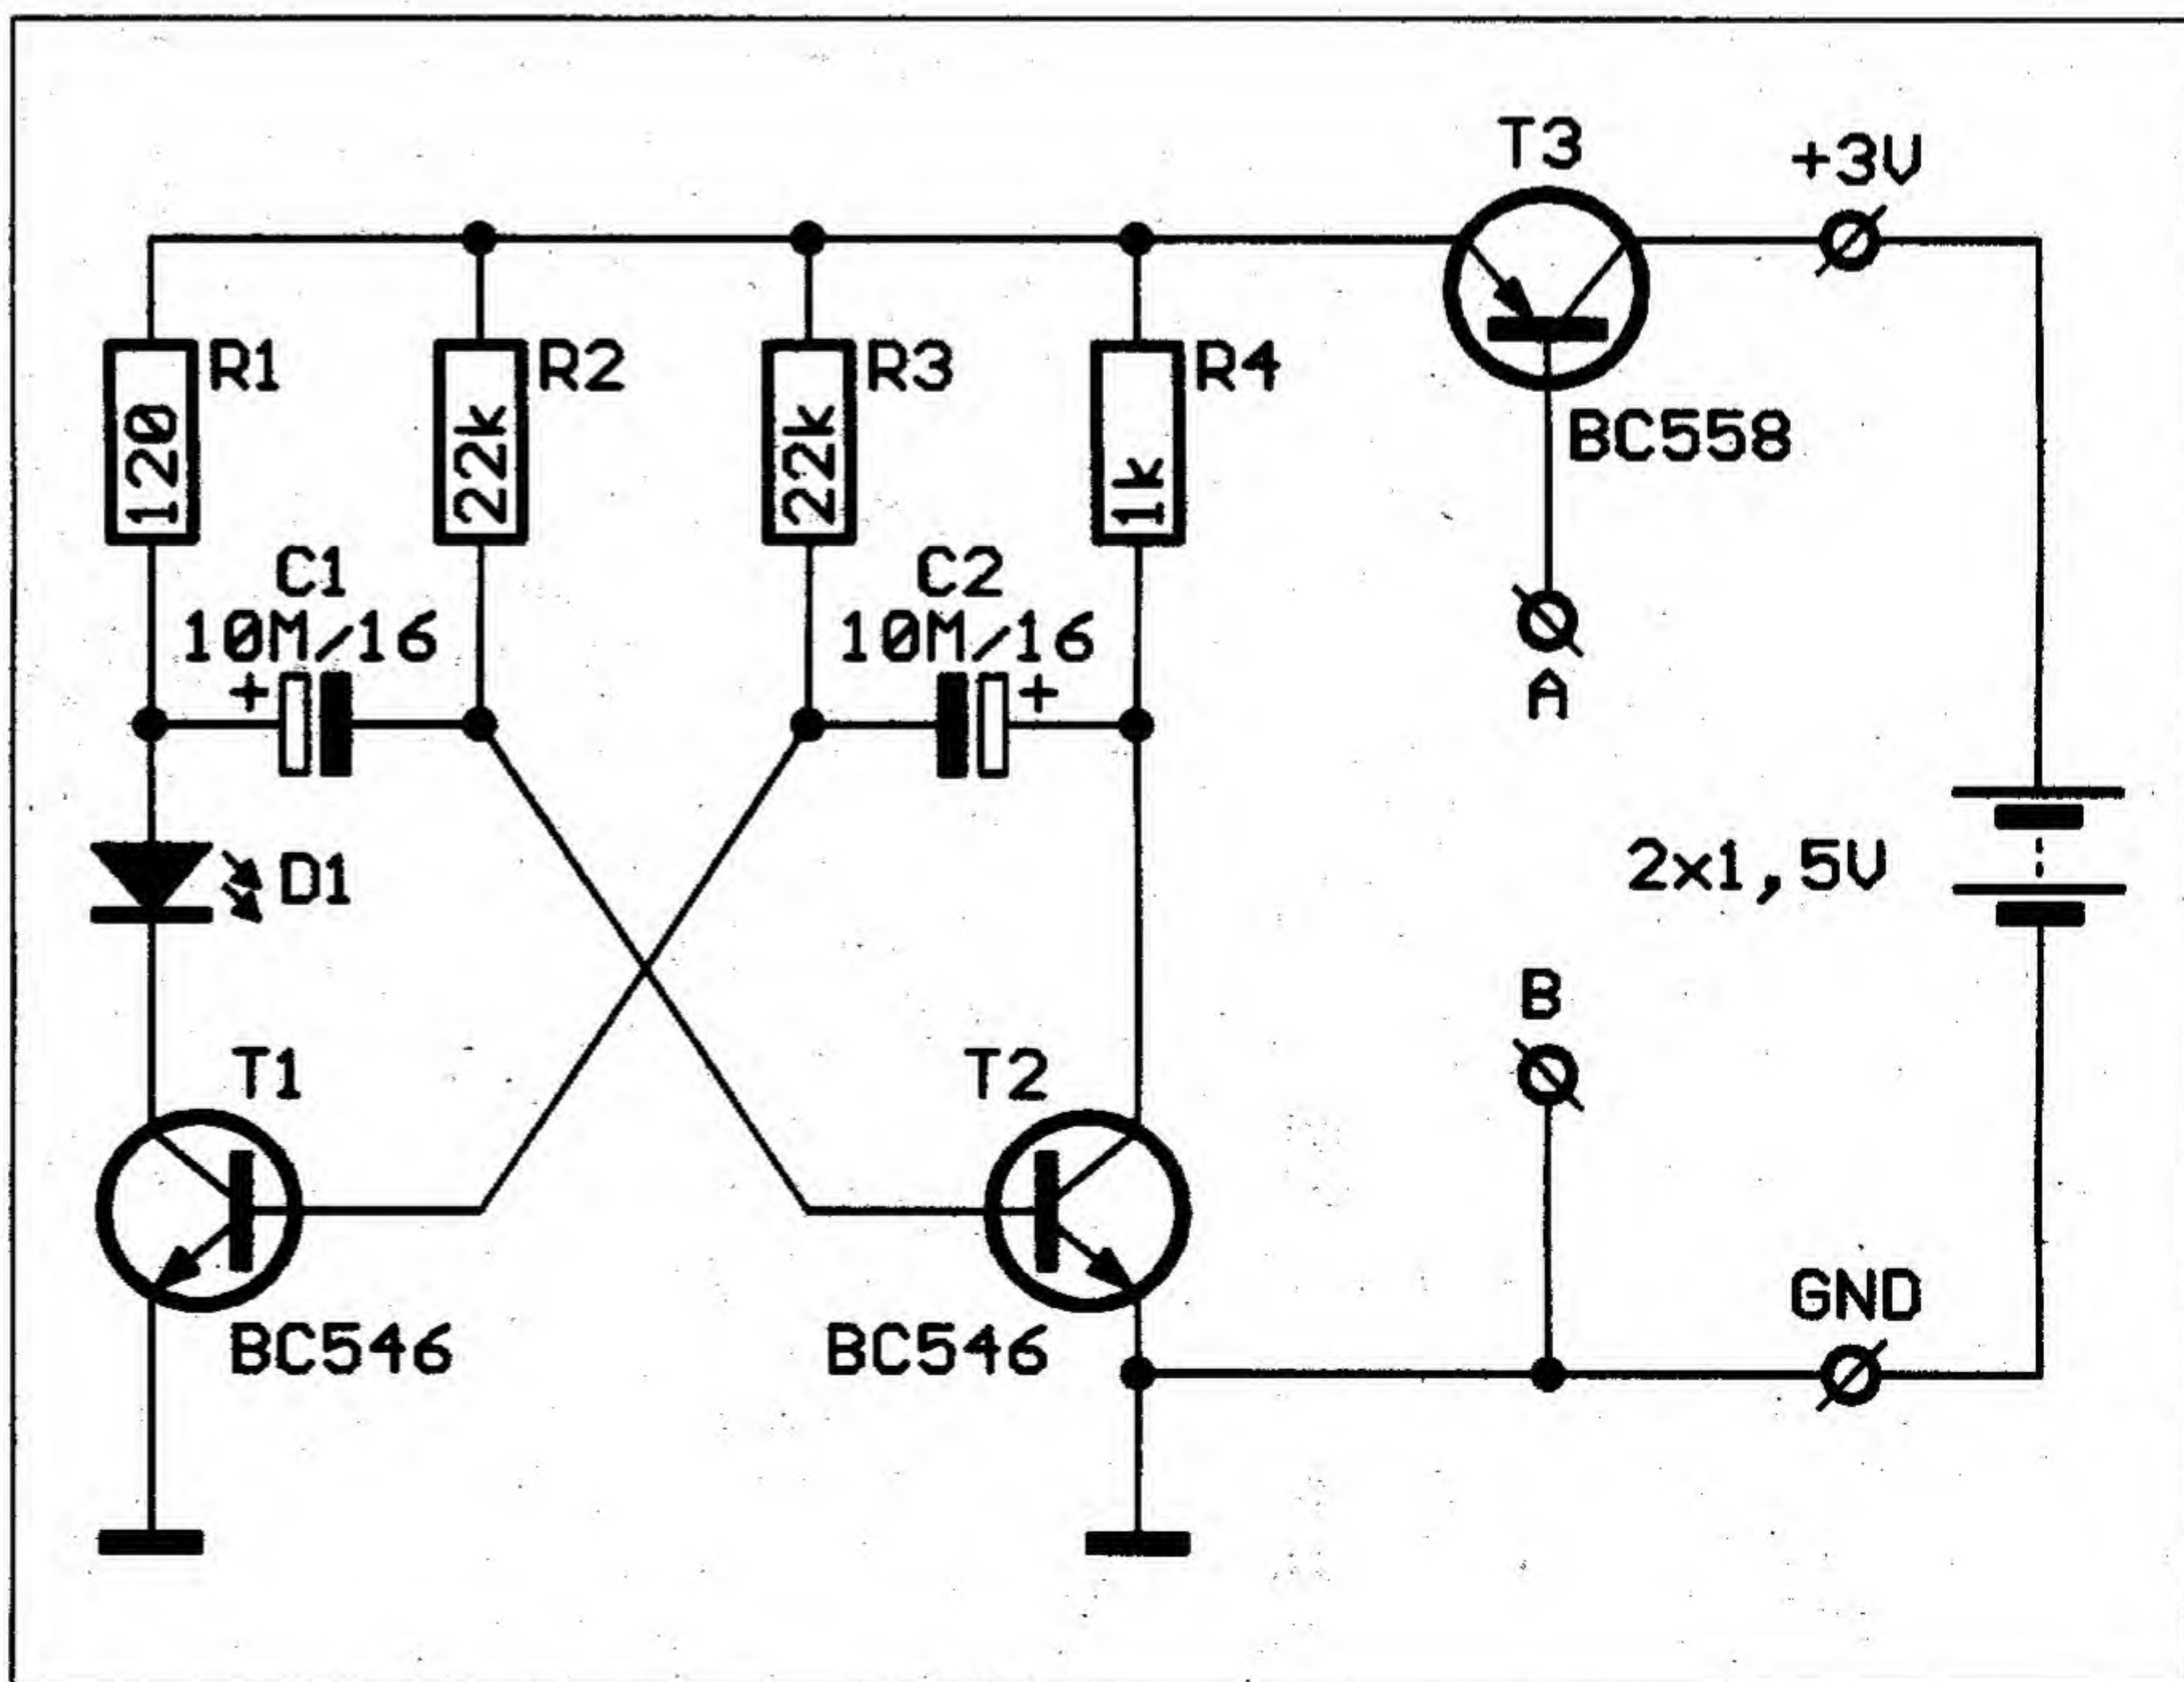 T3
+3V
R1
120
R2
22k
R3
22k
R4
1k
BC558
C1
10M/16
+
C2
10M/16
+
A
D1
2x1,5V
B
T1
T2
GND
BC546
BC546